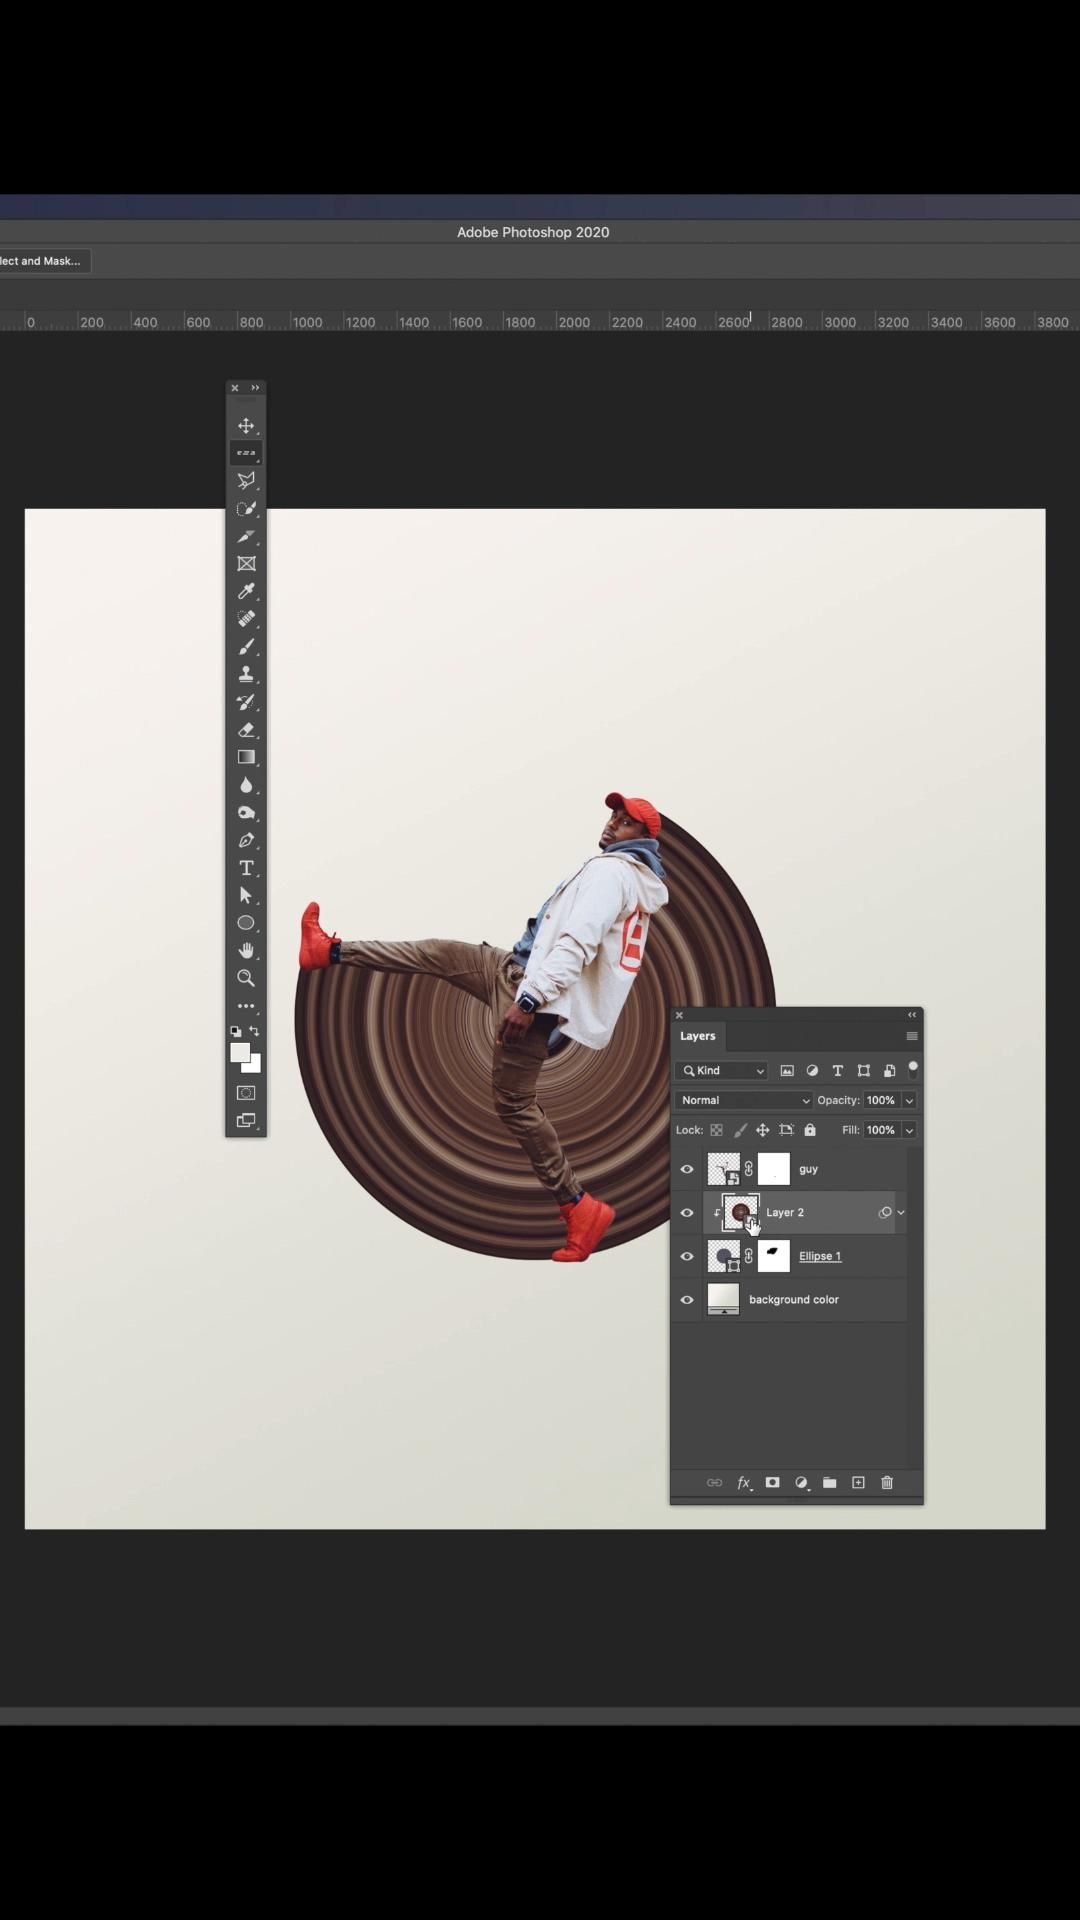 Adobe Photoshop 2020
lect and Mask...
0 200 400 600 800 1000 1200 1400 1600 1800 2000 2200 2400 2600 2800 3000 3200 3400 3600 3800
Layers
Kind
Normal Opacity: 100%
Lock: Fill: 100%
guy
Layer 2
Ellipse 1
background color
fx